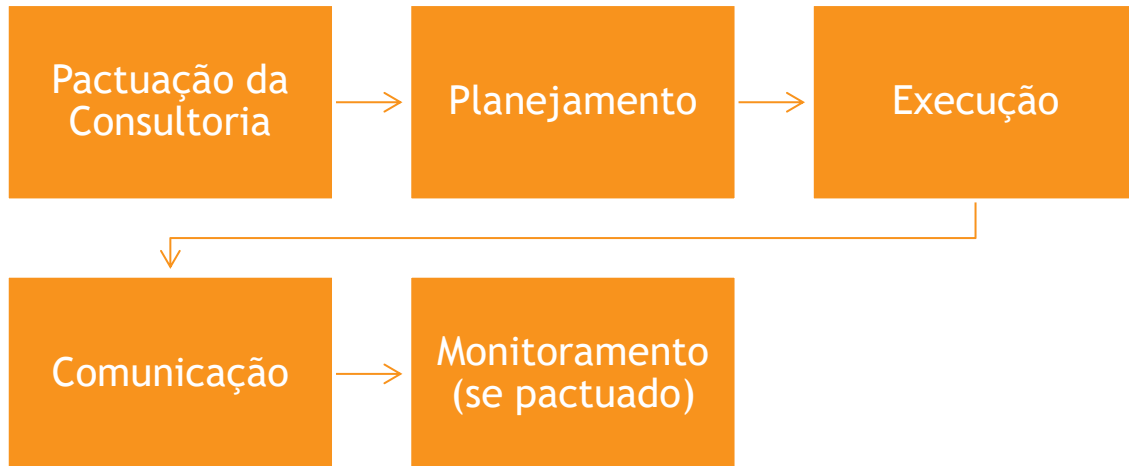 Pactuação da
Consultoria
Planejamento
Execução
Comunicação
Monitoramento
(se pactuado)